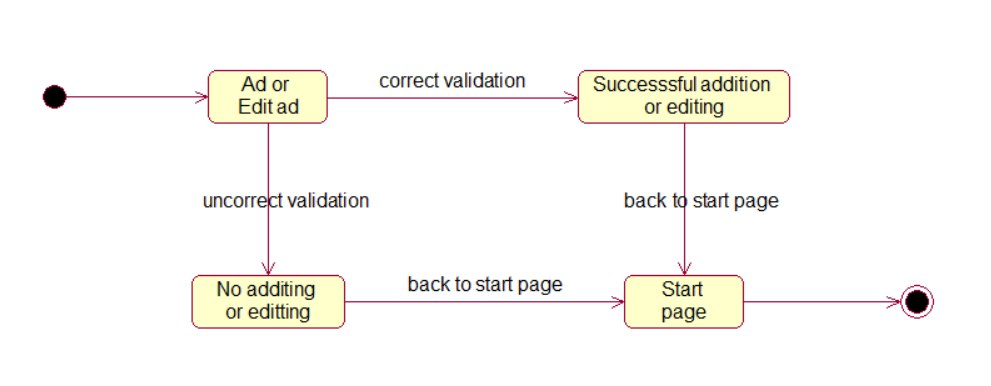 Ad or
Edit ad
correct validation
Successsful addition
or editing
uncorrect validation
back to start page
No additing
or editting
back to start page
Start
page